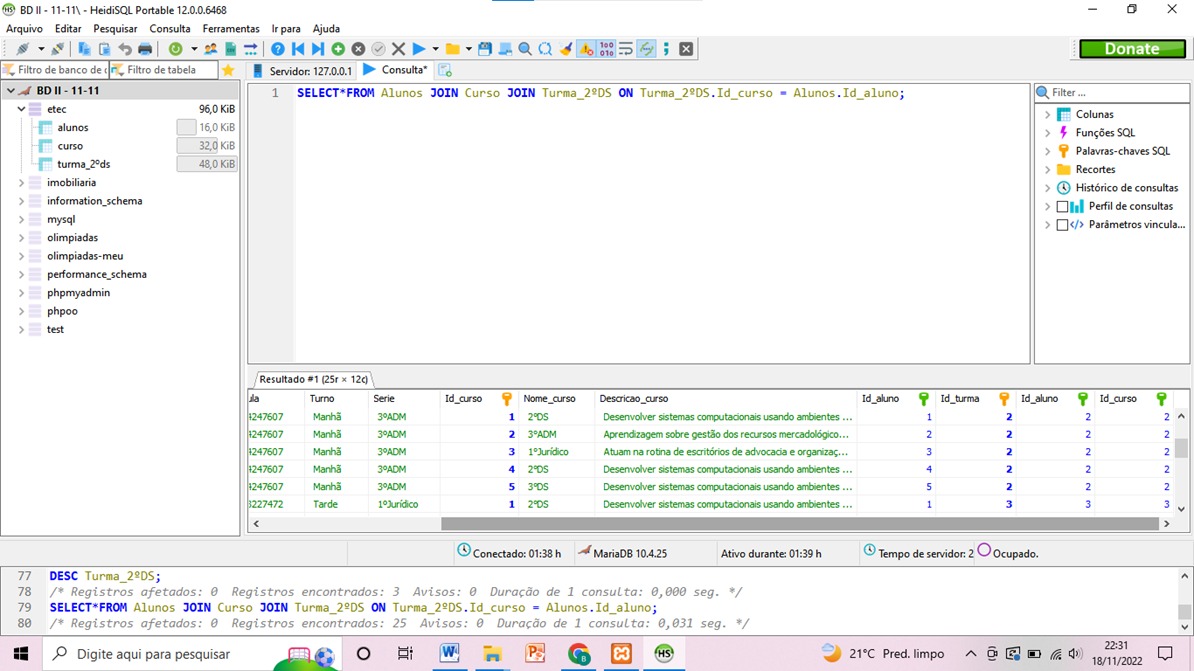 BD II - 11-11\ - HeidiSQL Portable 12.0.0.6468
Arquivo Editar Pesquisar Consulta Ferramentas Ir para Ajuda
Donate
Filtro de banco de Filtro de tabela Servidor: 127.0.0.1 Consulta*
BD II - 11-11
etec 96,0 KiB
alunos 16,0 KiB
curso 32,0 KiB
turma_2ºds 48,0 KiB
imobiliaria
information_schema
mysql
olimpiadas
olimpiadas-meu
performance_schema
phpmyadmin
phpoo
test
1 SELECT*FROM Alunos JOIN Curso JOIN Turma_2ºDS ON Turma_2ºDS.Id_curso = Alunos.Id_aluno;
Filter ...
Colunas
Funções SQL
Palavras-chaves SQL
Recortes
Histórico de consultas
Perfil de consultas
Parâmetros vincula...
Resultado #1 (25r × 12c)
ula Turno Serie Id_curso Nome_curso Descricao_curso Id_aluno Id_turma Id_aluno Id_curso
4247607 Manhã 3ºADM 1 2ºDS Desenvolver sistemas computacionais usando ambientes ... 1 2 2 2
4247607 Manhã 3ºADM 2 3ºADM Aprendizagem sobre gestão dos recursos mercadológico... 2 2 2 2
4247607 Manhã 3ºADM 3 1ºJurídico Atuam na rotina de escritórios de advocacia e organizaç... 3 2 2 2
4247607 Manhã 3ºADM 4 2ºDS Desenvolver sistemas computacionais usando ambientes ... 4 2 2 2
4247607 Manhã 3ºADM 5 3ºDS Desenvolver sistemas computacionais usando ambientes ... 5 2 2 2
3227472 Tarde 1ºJurídico 1 2ºDS Desenvolver sistemas computacionais usando ambientes ... 1 3 3 3
Conectado: 01:38 h MariaDB 10.4.25 Ativo durante: 01:39 h Tempo de servidor: 2 Ocupado.
77 DESC Turma_2ºDS;
78 /* Registros afetados: 0 Registros encontrados: 3 Avisos: 0 Duração de 1 consulta: 0,000 seg. */
79 SELECT*FROM Alunos JOIN Curso JOIN Turma_2ºDS ON Turma_2ºDS.Id_curso = Alunos.Id_aluno;
80 /* Registros afetados: 0 Registros encontrados: 25 Avisos: 0 Duração de 1 consulta: 0,031 seg. */
Digite aqui para pesquisar
21°C Pred. limpo
22:31
18/11/2022